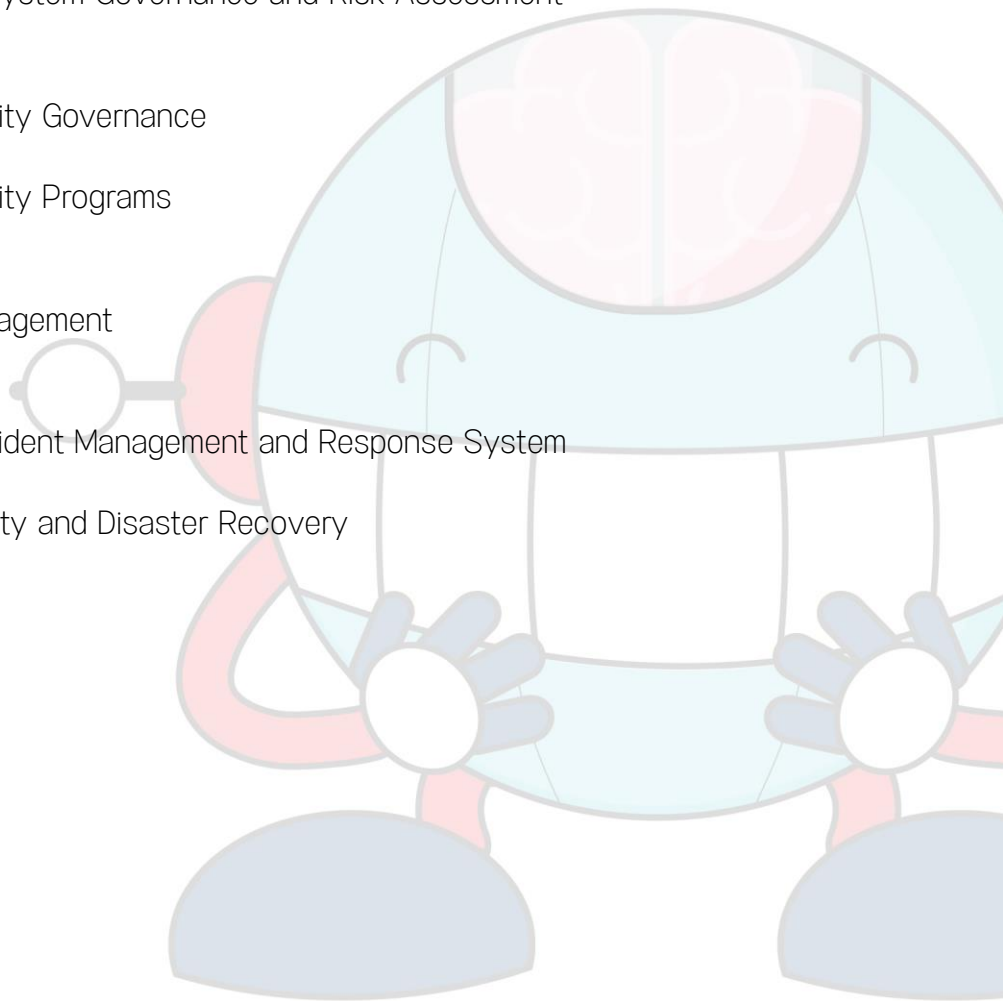 ystem Governance and Risk Assessment
ity Governance
ity Programs
agement
ident Management and Response System
ty and Disaster Recovery